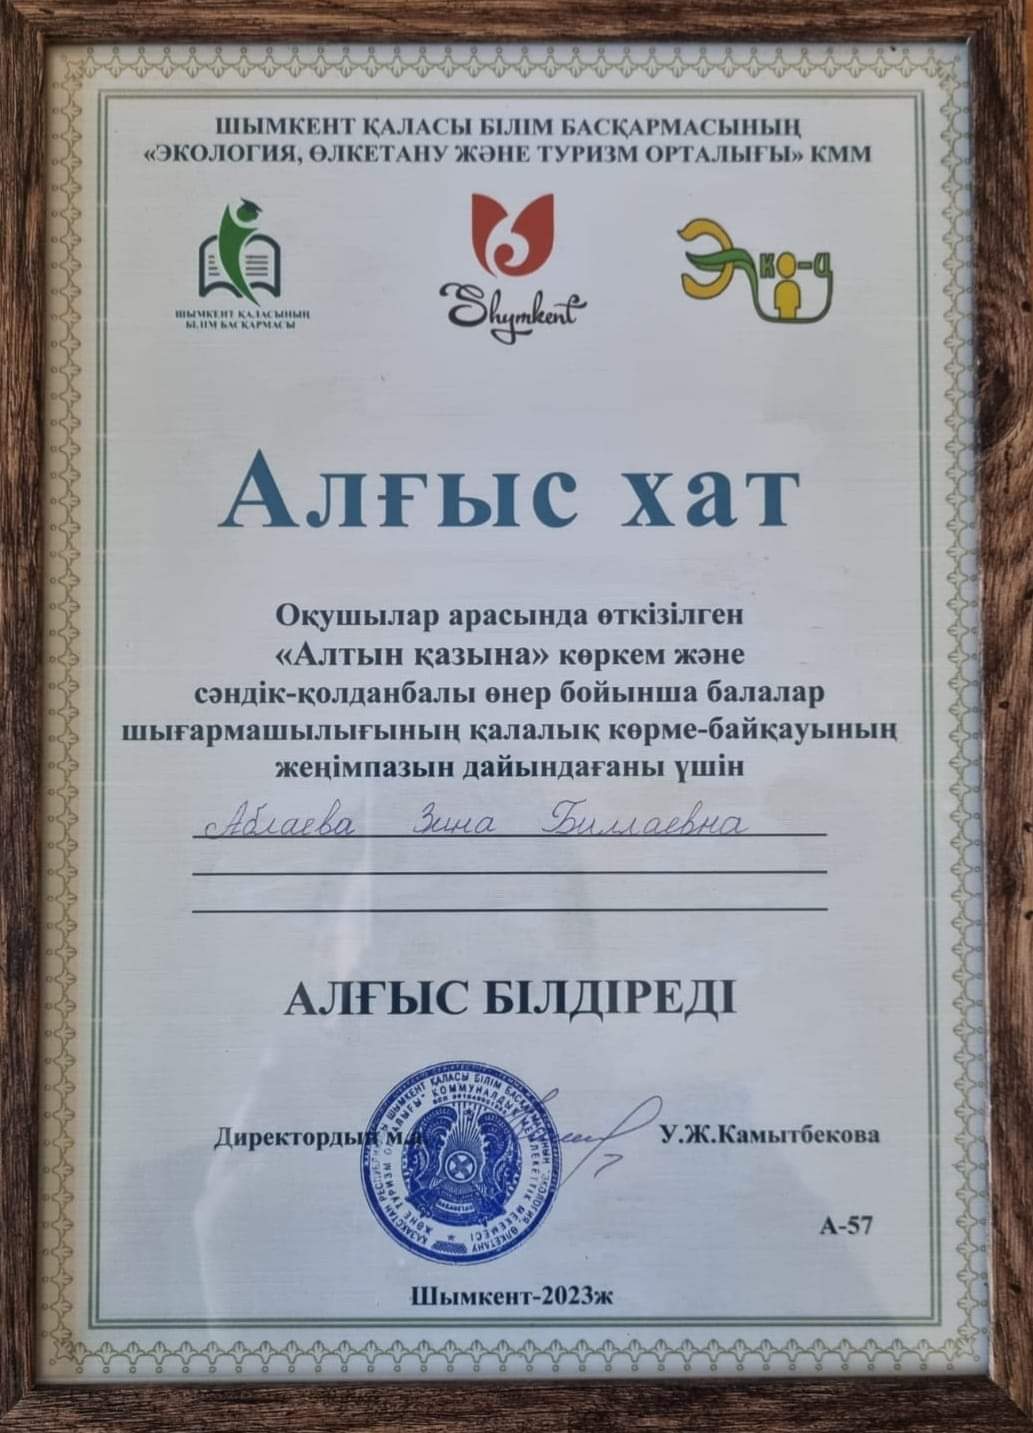 ШЫМКЕНТ ҚАЛАСЫ БІЛІМ БАСҚАРМАСЫНЫҢ
«ЭКОЛОГИЯ, ӨЛКЕТАНУ ЖӘНЕ ТУРИЗМ ОРТАЛЫҒЫ» КММ
ШЫМКЕНТ ҚАЛАСЫНЫҢ
БІЛІМ БАСҚАРМАСЫ
Shymkent
Эко-ц
Алғыс хат
Оқушылар арасында өткізілген
«Алтын қазына» көркем және
сәндік-қолданбалы өнер бойынша балалар
шығармашылығының қалалық көрме-байқауының
жеңімпазын дайындағаны үшін
Аблаева Зина
АЛҒЫС БІЛДІРЕДІ
Директордың У.Ж.Камытбекова
А-57
Шымкент-2023ж